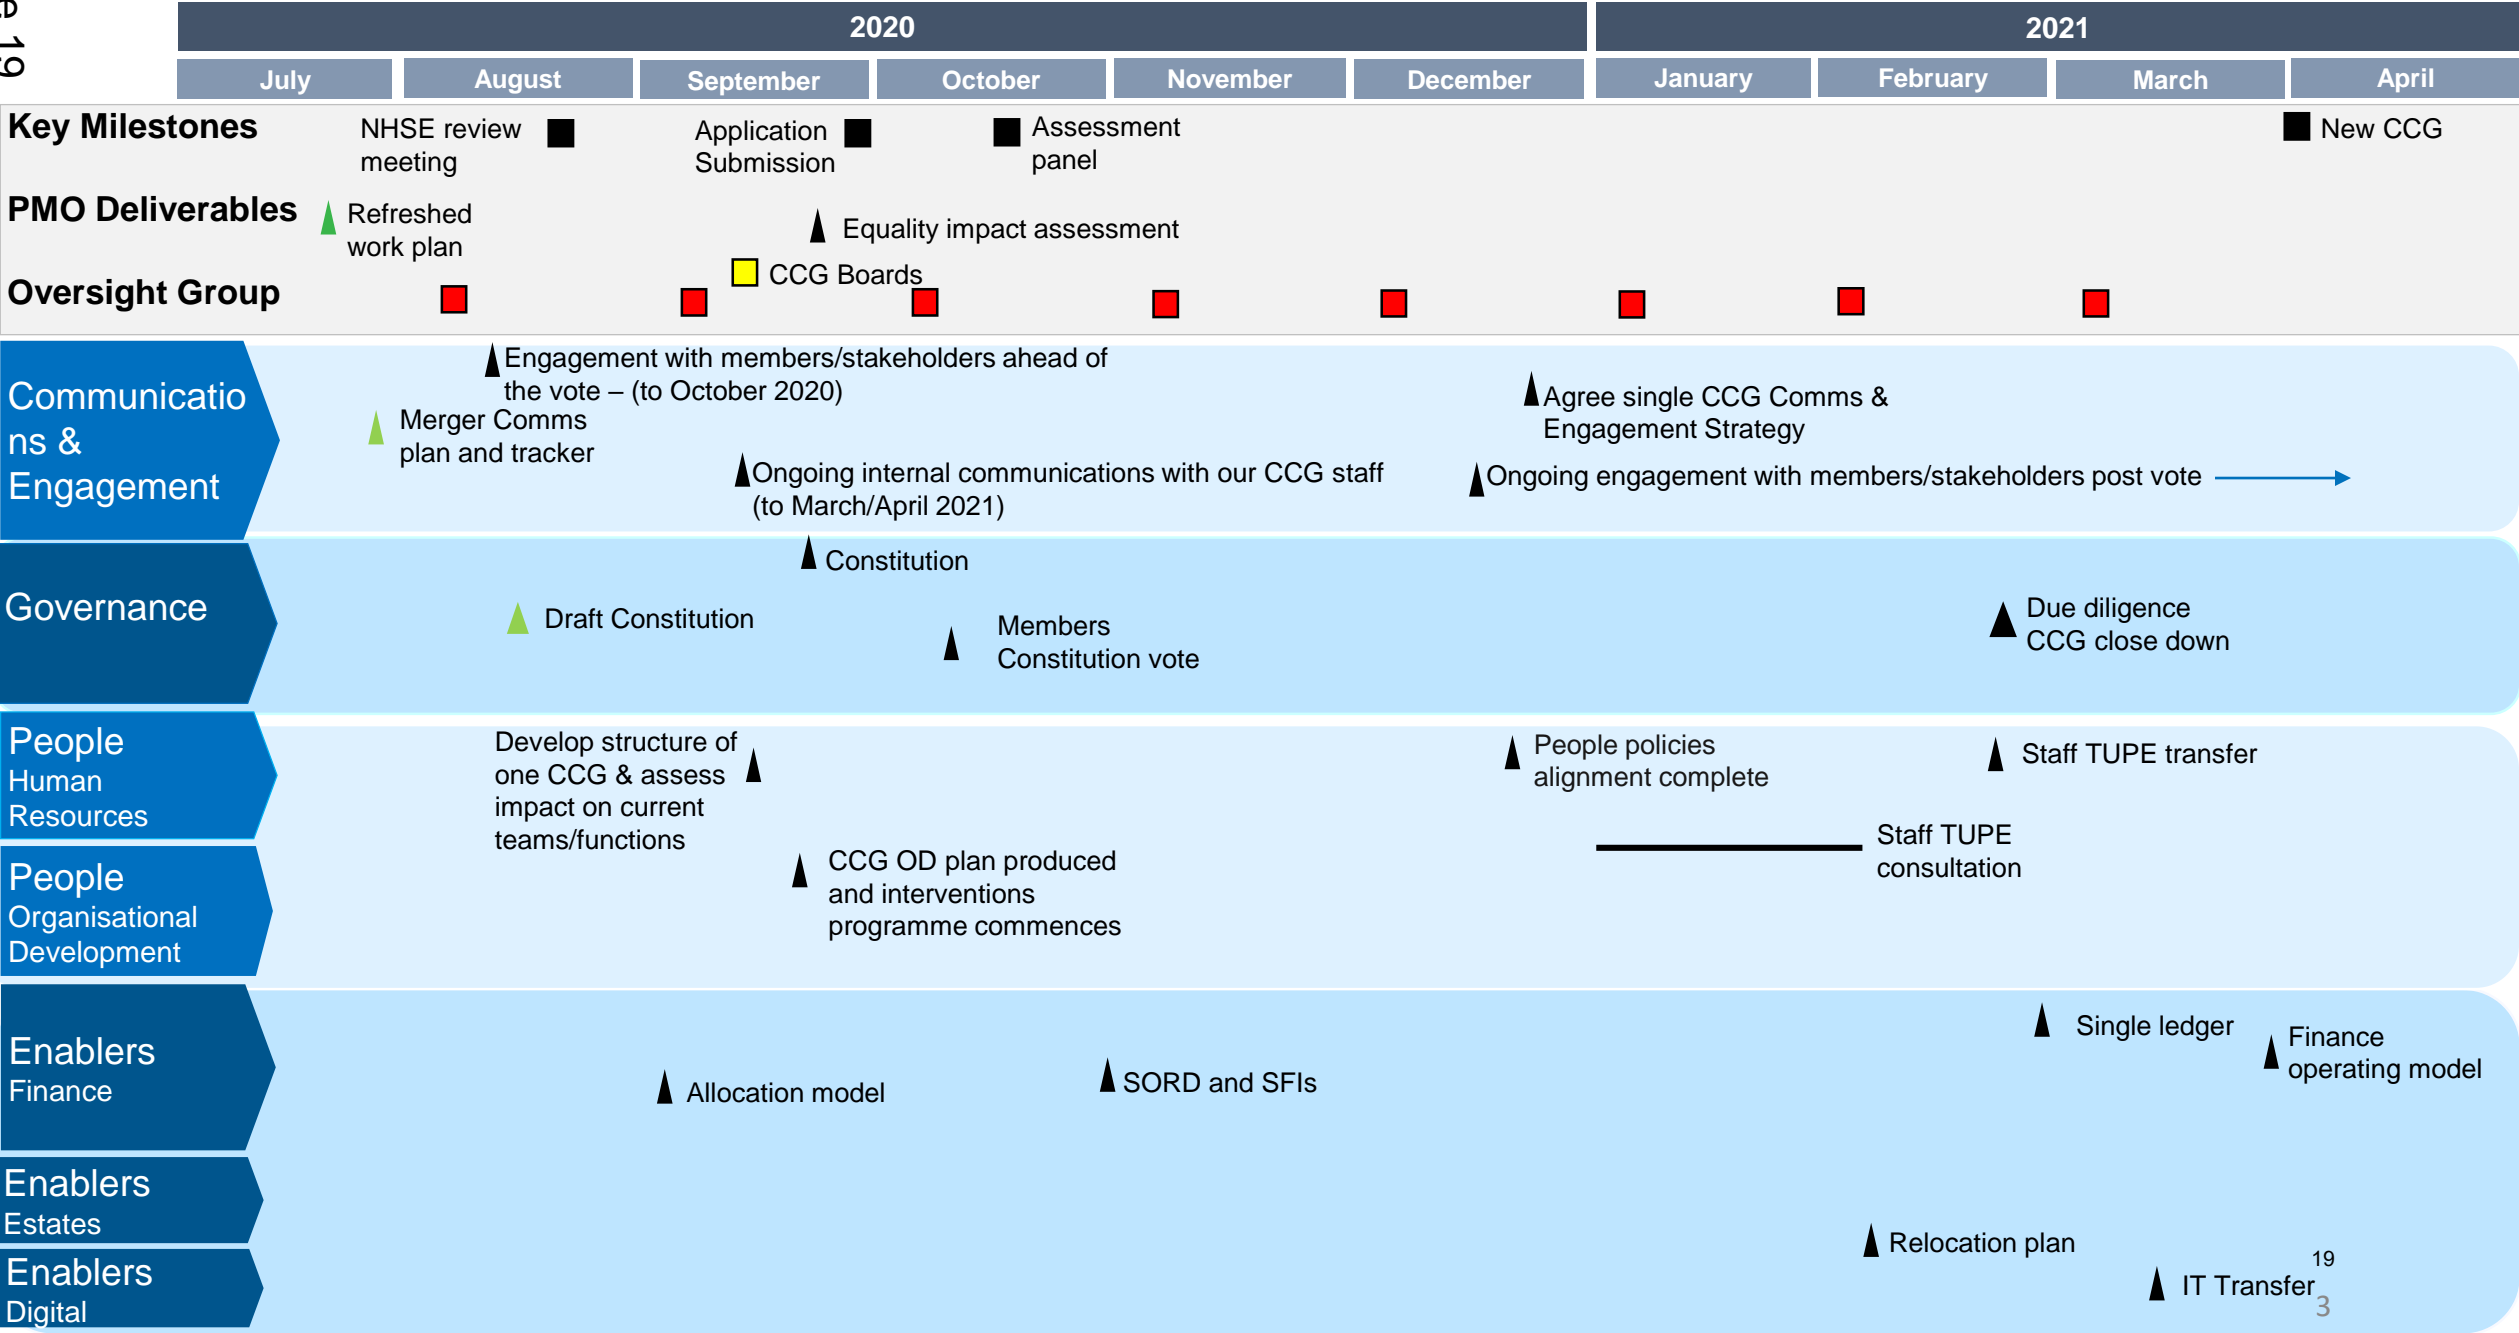 e 19
2020
2021
July
August
September
October
November
December
January
February
March
April
Key Milestones
NHSE review
meeting
Application
Submission
Assessment
panel
New CCG
PMO Deliverables
Refreshed
work plan
Equality impact assessment
CCG Boards
Oversight Group
Communicatio
ns &
Engagement
Engagement with members/stakeholders ahead of
the vote – (to October 2020)
Merger Comms
plan and tracker
Ongoing internal communications with our CCG staff
(to March/April 2021)
Agree single CCG Comms &
Engagement Strategy
Ongoing engagement with members/stakeholders post vote
Governance
Constitution
Draft Constitution
Members
Constitution vote
Due diligence
CCG close down
People
Human
Resources
Develop structure of
one CCG & assess
impact on current
teams/functions
People policies
alignment complete
Staff TUPE transfer
People
Organisational
Development
CCG OD plan produced
and interventions
programme commences
Staff TUPE
consultation
Enablers
Finance
Allocation model
SORD and SFIs
Single ledger
Finance
operating model
Enablers
Estates
Relocation plan
Enablers
Digital
IT Transfer
19
3